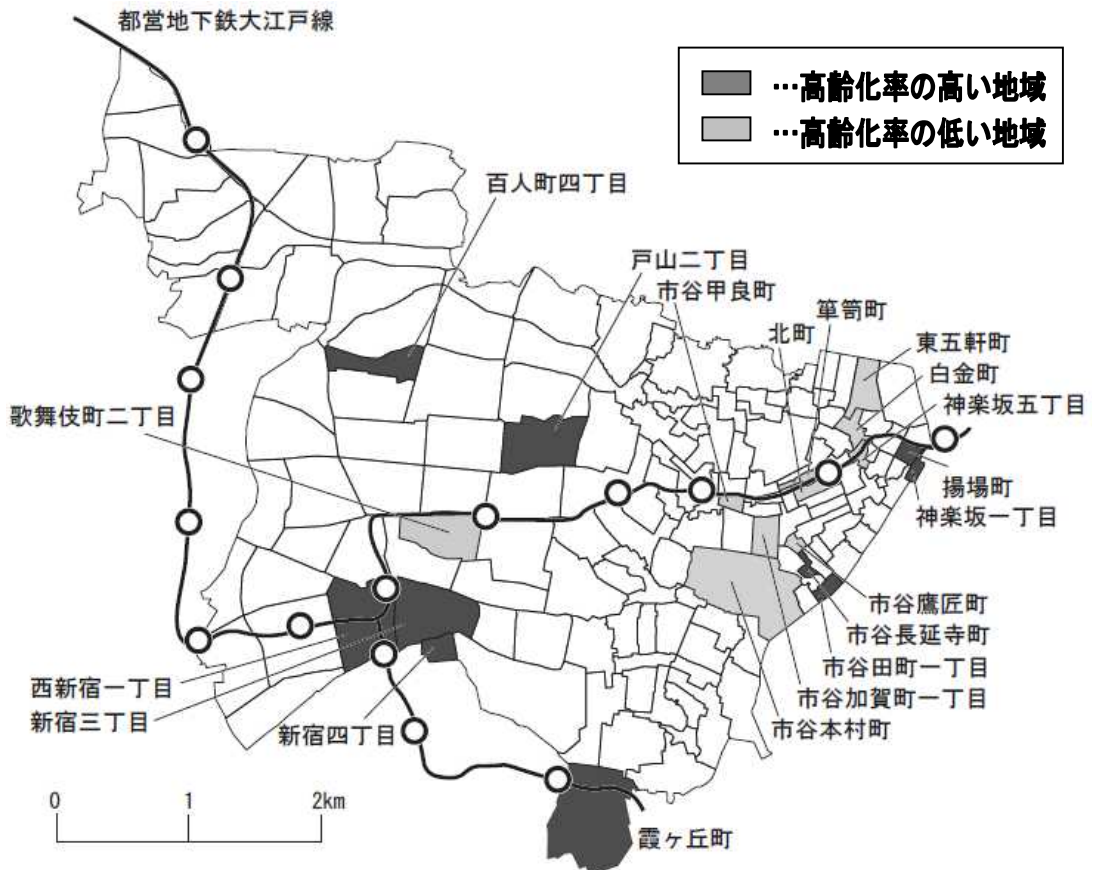 都営地下鉄大江戸線
…高齢化率の高い地域
…高齢化率の低い地域
百人町四丁目
戸山二丁目
市谷甲良町
箪笥町
北町
東五軒町
白金町
神楽坂五丁目
歌舞伎町二丁目
揚場町
神楽坂一丁目
市谷鷹匠町
市谷長延寺町
市谷田町一丁目
市谷加賀町一丁目
市谷本村町
西新宿一丁目
新宿三丁目
新宿四丁目
0 1 2km
霞ヶ丘町